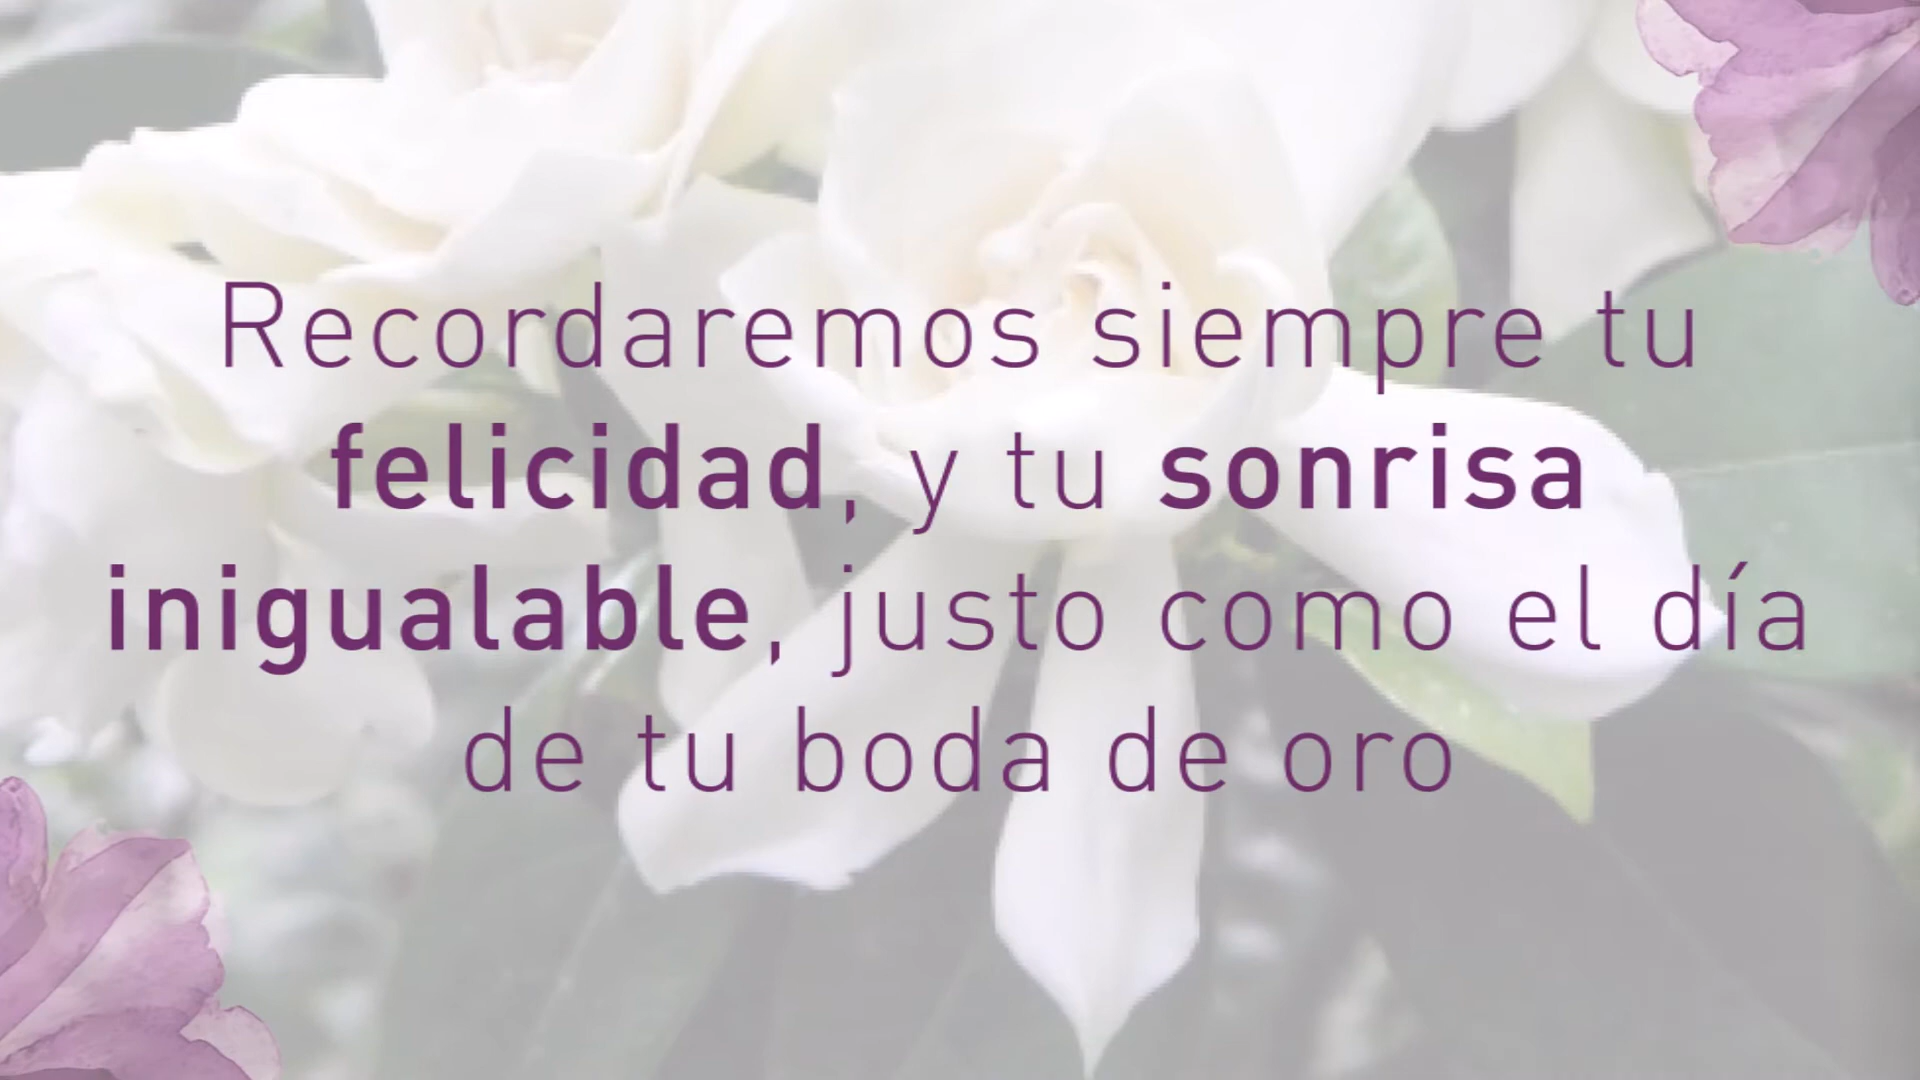 Recordaremos siempre tu
felicidad, y tu sonrisa
inigualable, justo como el día
de tu boda de oro